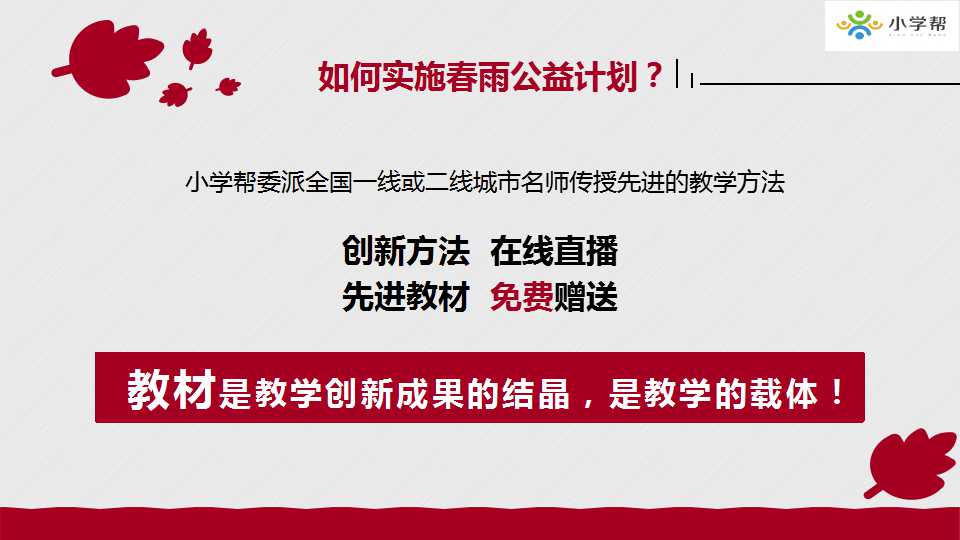 小学帮
如何实施春雨公益计划？
小学帮委派全国一线或二线城市名师传授先进的教学方法
创新方法 在线直播
先进教材 免费赠送
教材是教学创新成果的结晶，是教学的载体！